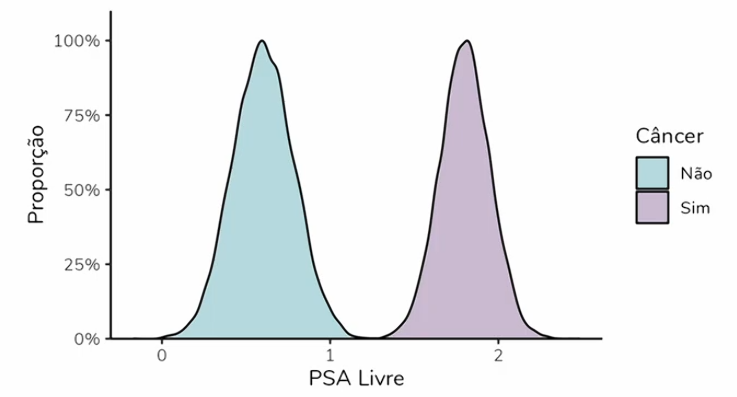 100%
75%
50%
25%
0%
Proporção
0 1 2
PSA Livre
Câncer
Não
Sim